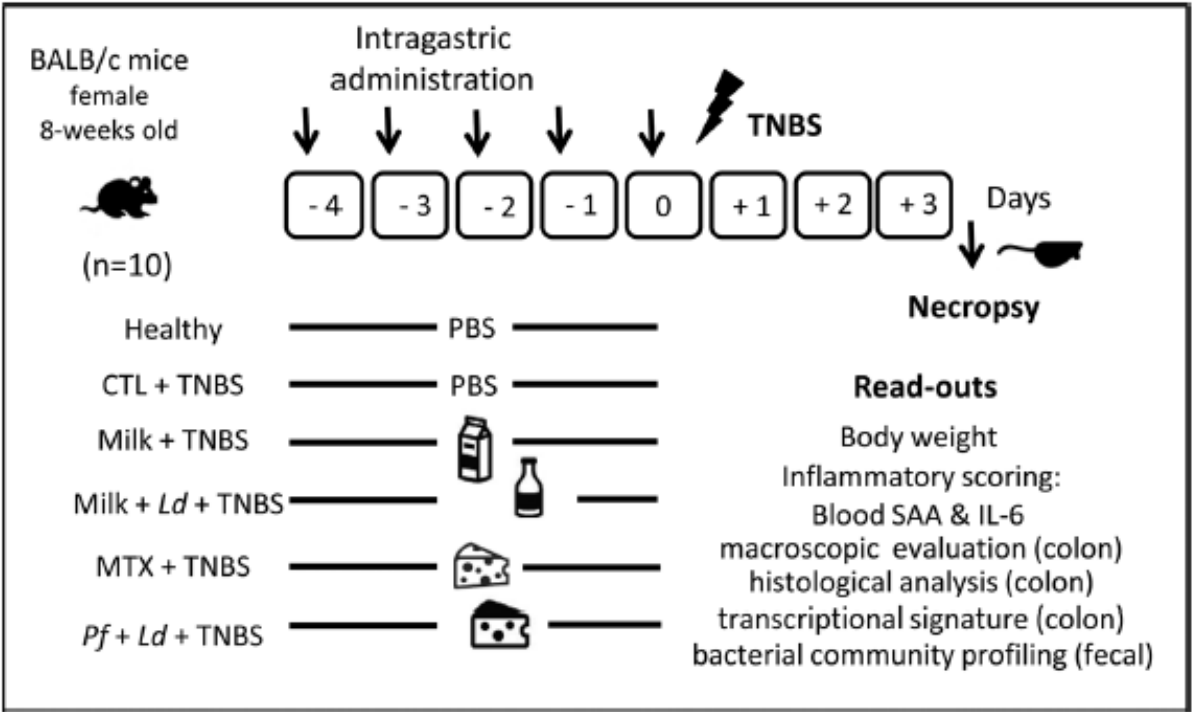 BALB/c mice
female
8-weeks old
(n=10)
Intragastric
administration
TNBS
- 4 - 3 - 2 - 1 0 + 1 + 2 + 3 Days
Necropsy
Healthy PBS
CTL + TNBS PBS
Milk + TNBS
Milk + Ld + TNBS
MTX + TNBS
Pf + Ld + TNBS
Read-outs
Body weight
Inflammatory scoring:
Blood SAA & IL-6
macroscopic evaluation (colon)
histological analysis (colon)
transcriptional signature (colon)
bacterial community profiling (fecal)